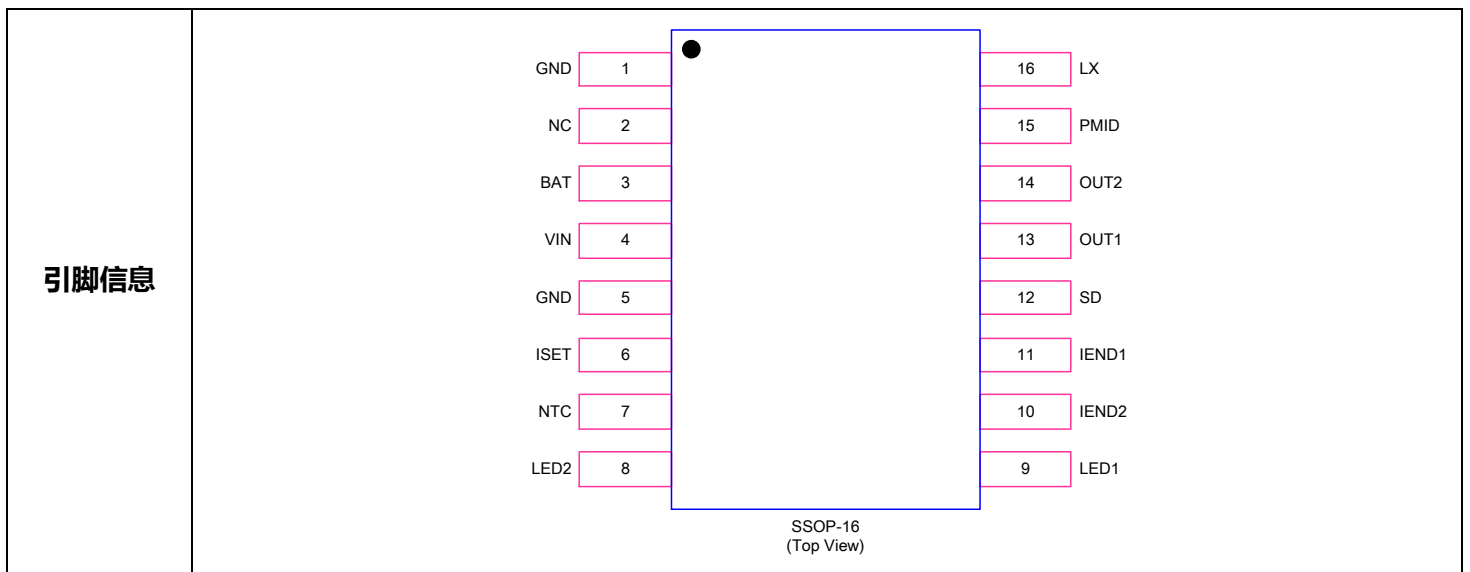 引脚信息
GND 1
16 LX
NC 2
15 PMID
BAT 3
14 OUT2
VIN 4
13 OUT1
GND 5
12 SD
ISET 6
11 IEND1
NTC 7
10 IEND2
LED2 8
9 LED1
SSOP-16
(Top View)